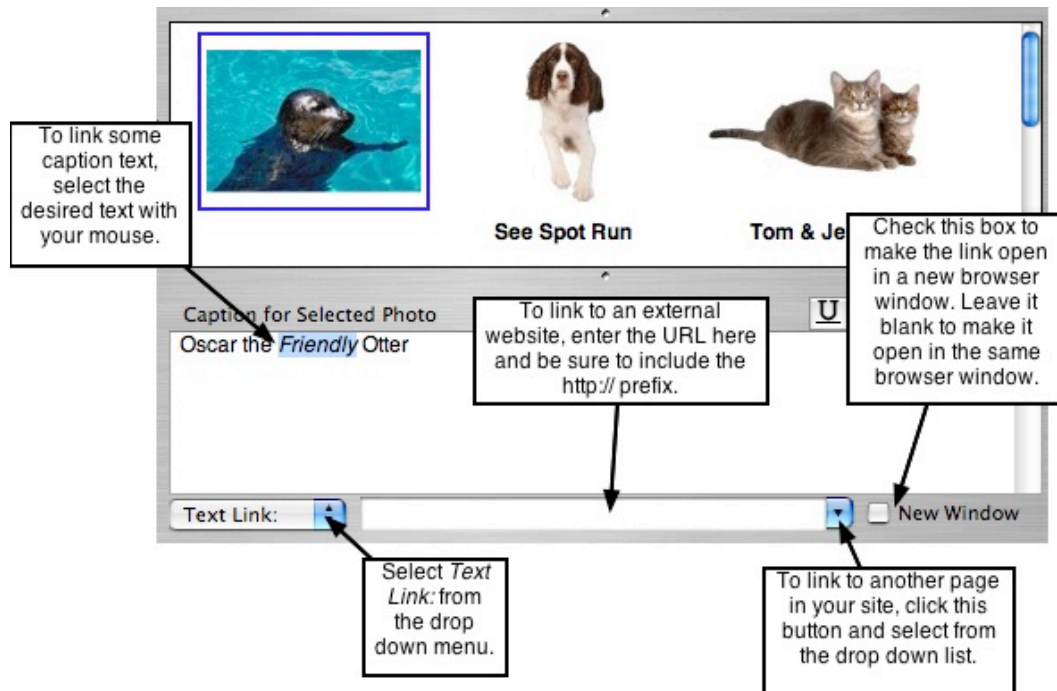 To link some
caption text,
select the
desired text with
your mouse.
See Spot Run
Tom & Je
Check this box to
make the link open
in a new browser
window. Leave it
blank to make it
open in the same
browser window.
To link to an external
website, enter the URL here
and be sure to include the
http:// prefix.
Caption for Selected Photo
U
Oscar the Friendly Otter
Text Link:
New Window
Select Text
Link: from
the drop
down menu.
To link to another page
in your site, click this
button and select from
the drop down list.